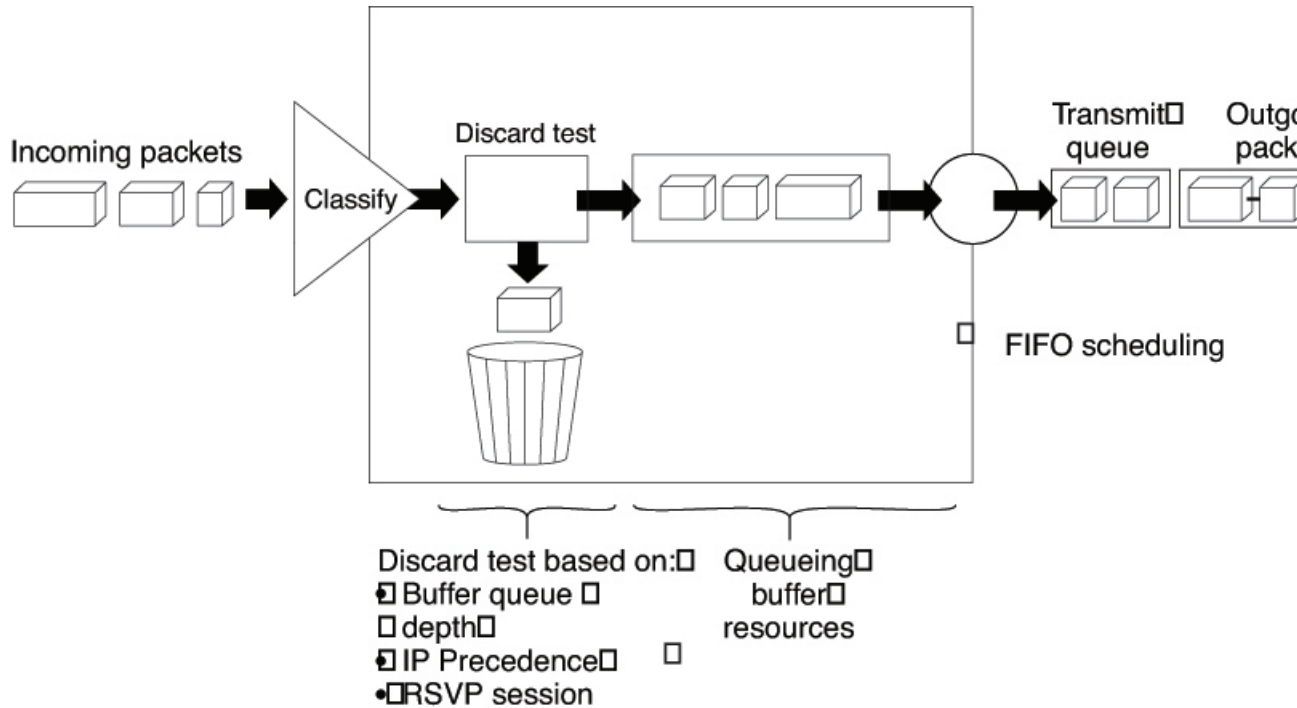 Incoming packets
Classify
Discard test
Transmit
queue
FIFO scheduling
Discard test based on:
• Buffer queue
depth
• IP Precedence
• RSVP session
Queueing
buffer
resources